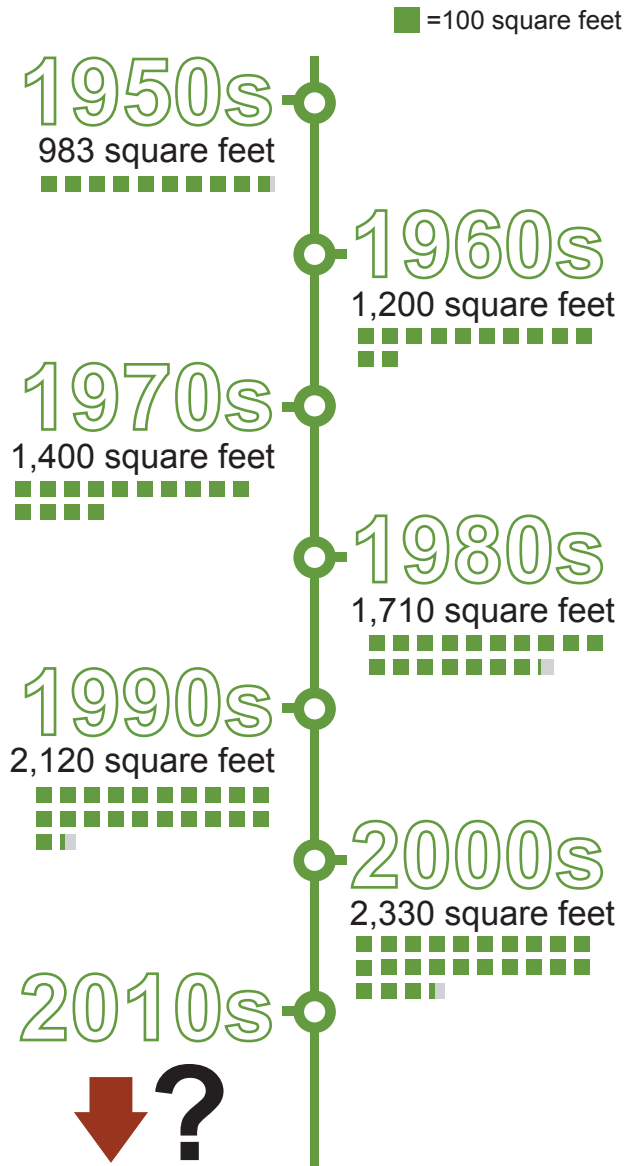 =100 square feet
1950s
983 square feet
1960s
1,200 square feet
1970s
1,400 square feet
1980s
1,710 square feet
1990s
2,120 square feet
2000s
2,330 square feet
2010s
?